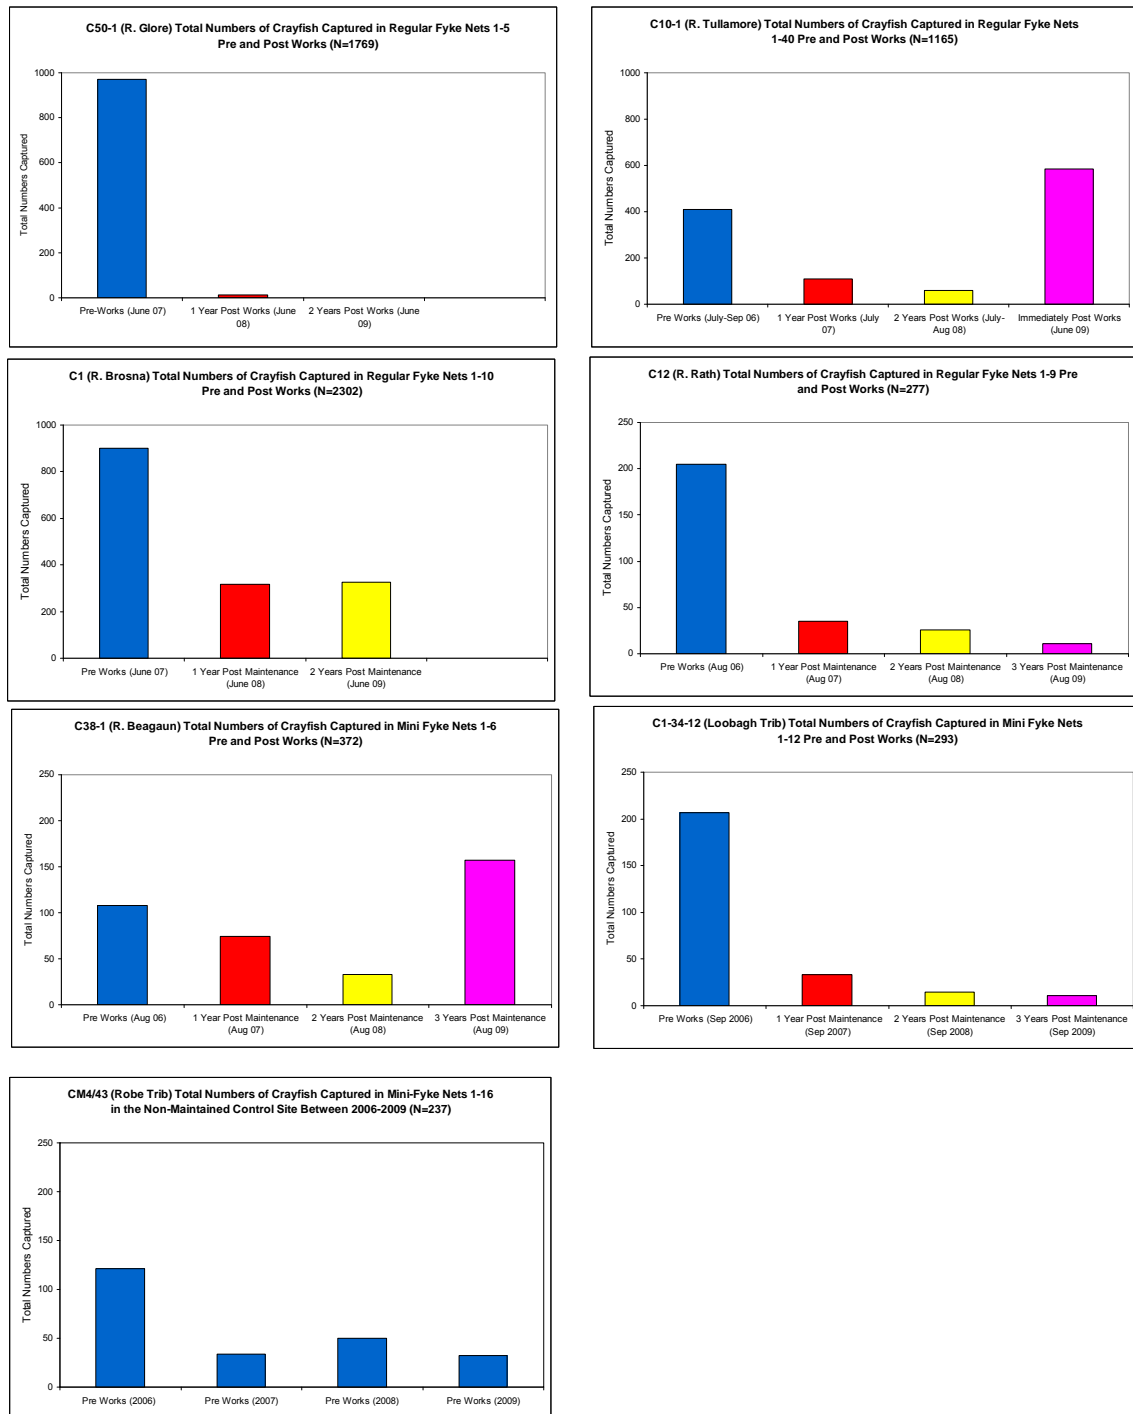 C50-1 (R. Glore) Total Numbers of Crayfish Captured in Regular Fyke Nets 1-5
Pre and Post Works (N=1769)
Total Numbers Captured
1000
800
600
400
200
0
Pre-Works (June 07)
1 Year Post Works (June
08)
2 Years Post Works (June
09)
C10-1 (R. Tullamore) Total Numbers of Crayfish Captured in Regular Fyke Nets
1-40 Pre and Post Works (N=1165)
Total Numbers Captured
1000
800
600
400
200
0
Pre Works (July-Sep 06)
1 Year Post Works (July
07)
2 Years Post Works (July-
Aug 08)
Immediately Post Works
(June 09)
C1 (R. Brosna) Total Numbers of Crayfish Captured in Regular Fyke Nets 1-10
Pre and Post Works (N=2302)
Total Numbers Captured
1000
800
600
400
200
0
Pre Works (June 07)
1 Year Post Maintenance
(June 08)
2 Years Post Maintenance
(June 09)
C12 (R. Rath) Total Numbers of Crayfish Captured in Regular Fyke Nets 1-9 Pre
and Post Works (N=277)
Total Numbers Captured
250
200
150
100
50
0
Pre Works (Aug 06)
1 Year Post Maintenance
(Aug 07)
2 Years Post Maintenance
(Aug 08)
3 Years Post Maintenance
(Aug 09)
C38-1 (R. Beagaun) Total Numbers of Crayfish Captured in Mini Fyke Nets 1-6
Pre and Post Works (N=372)
Total Numbers Captured
250
200
150
100
50
0
Pre Works (Aug 06)
1 Year Post Maintenance
(Aug 07)
2 Years Post Maintenance
(Aug 08)
3 Years Post Maintenance
(Aug 09)
C1-34-12 (Loobagh Trib) Total Numbers of Crayfish Captured in Mini Fyke Nets
1-12 Pre and Post Works (N=293)
Total Numbers Captured
250
200
150
100
50
0
Pre Works (Sep 2006)
1 Year Post Maintenance
(Sep 2007)
2 Years Post Maintenance
(Sep 2008)
3 Years Post Maintenance
(Sep 2009)
CM4/43 (Robe Trib) Total Numbers of Crayfish Captured in Mini-Fyke Nets 1-16
in the Non-Maintained Control Site Between 2006-2009 (N=237)
Total Numbers Captured
250
200
150
100
50
0
Pre Works (2006)
Pre Works (2007)
Pre Works (2008)
Pre Works (2009)